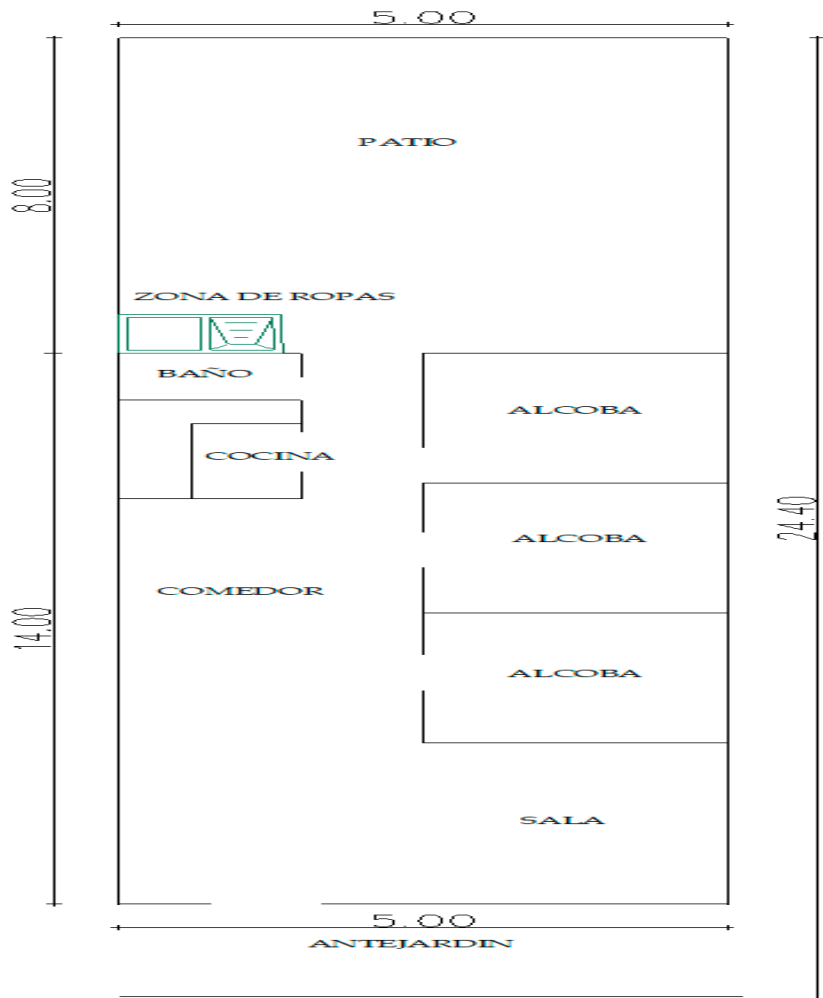 5.00
PATIO
8.00
ZONA DE ROPAS
BAÑO
ALCOBA
COCINA
24.40
ALCOBA
COMEDOR
14.00
ALCOBA
SALA
5.00
ANTEJARDIN